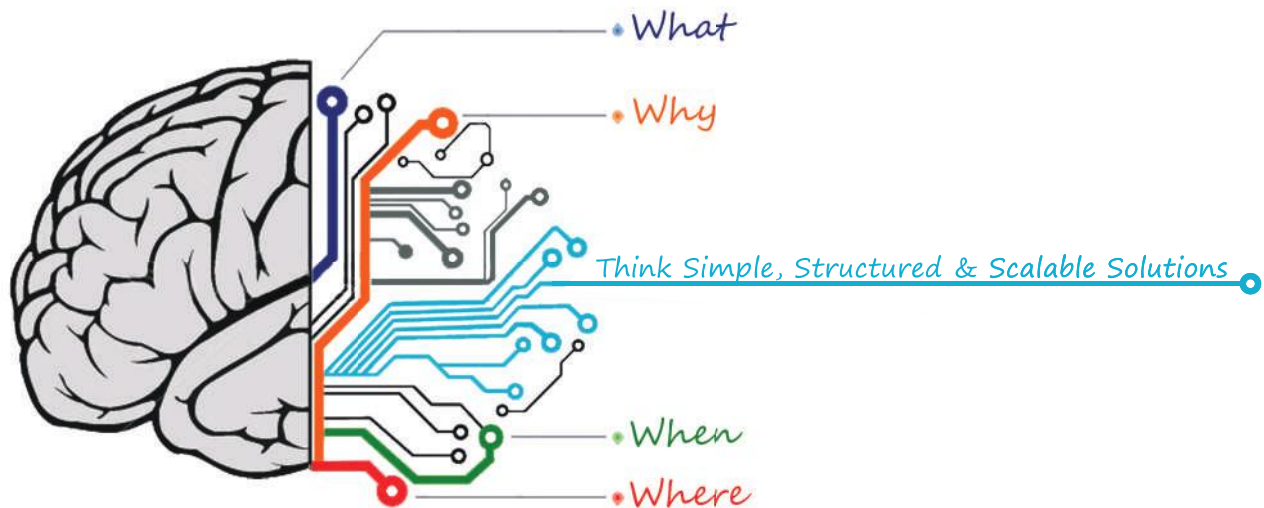 What
Why
Think Simple, Structured & Scalable Solutions
When
Where